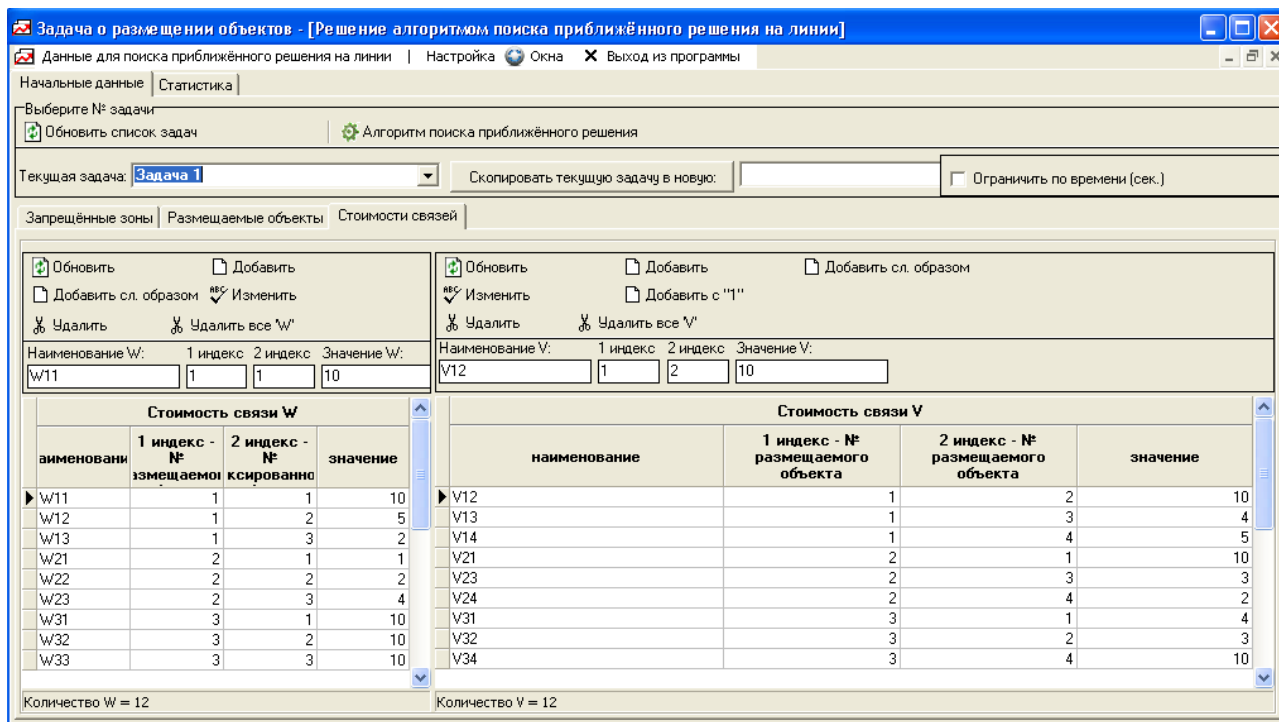 Задача о размещении объектов - [Решение алгоритмом поиска приближённого решения на линии]
Данные для поиска приближённого решения на линии | Настройка Окна X Выход из программы
Начальные данные Статистика
Выберите № задачи
Обновить список задач Алгоритм поиска приближённого решения
Текущая задача: Задача 1 Скопировать текущую задачу в новую: Ограничить по времени (сек.)
Запрещённые зоны Размещаемые объекты Стоимости связей
Обновить Добавить Обновить Добавить Добавить сл. образом
Добавить сл. образом Изменить Изменить Добавить с "1"
Удалить Удалить все 'W' Удалить Удалить все 'V'
Наименование W: 1 индекс 2 индекс Значение W: Наименование V: 1 индекс 2 индекс Значение V:
W11 1 1 10 V12 1 2 10
Стоимость связи W Стоимость связи V
аименовани 1 индекс - № азмещаемо 2 индекс - № ксированно значение наименование 1 индекс - № размещаемого объекта 2 индекс - № размещаемого объекта значение
W11 1 1 10 V12 1 2 10
W12 1 2 5 V13 1 3 4
W13 1 3 2 V14 1 4 5
W21 2 1 1 V21 2 1 10
W22 2 2 2 V23 2 3 3
W23 2 3 4 V24 2 4 2
W31 3 1 10 V31 3 1 4
W32 3 2 10 V32 3 2 3
W33 3 3 10 V34 3 4 10
Количество W = 12 Количество V = 12